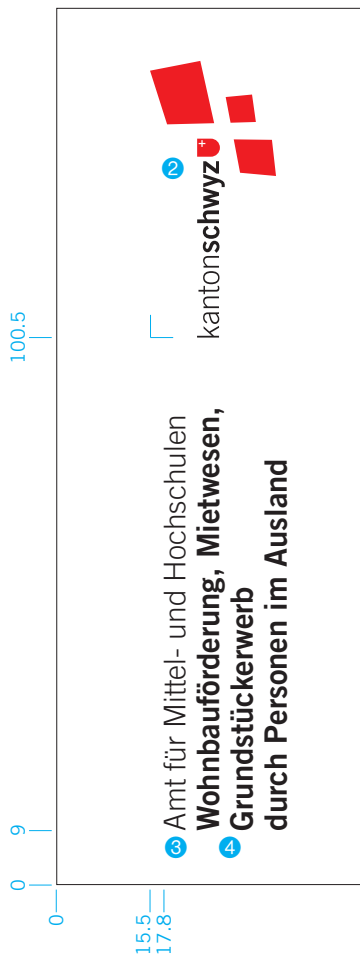 0
9
100.5
0
15.5
17.8
3 Amt für Mittel- und Hochschulen
Wohnbauförderung, Mietwesen,
4 Grundstückerwerb
durch Personen im Ausland
2
kantonschwyz